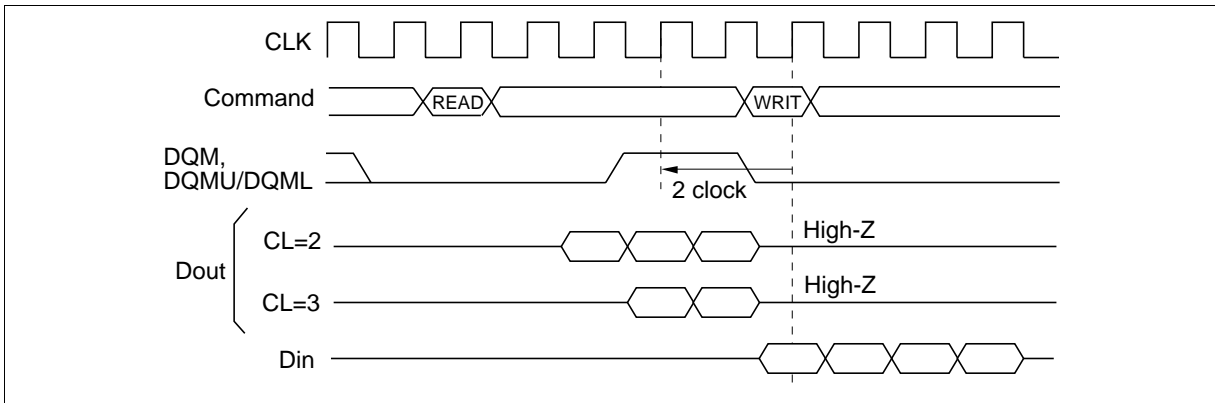 CLK
Command
READ
WRIT
DQM,
DQMU/DQML
2 clock
CL=2
High-Z
Dout
CL=3
High-Z
Din